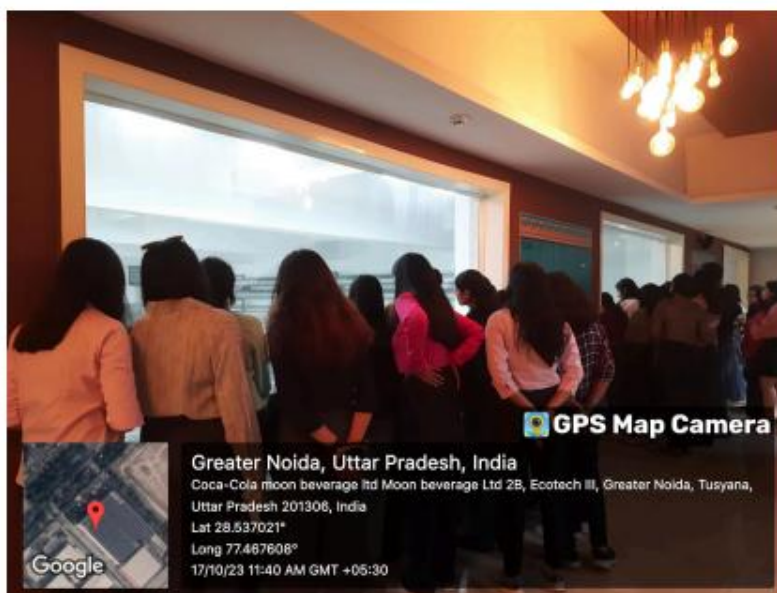 GPS Map Camera
Greater Noida, Uttar Pradesh, India
Coca-Cola moon beverage ltd Moon beverage Ltd 2B, Ecotech III, Greater Noida, Tusyana,
Uttar Pradesh 201306, India
Lat 28.537021°
Long 77.467608°
17/10/23 11:40 AM GMT +05:30
Google